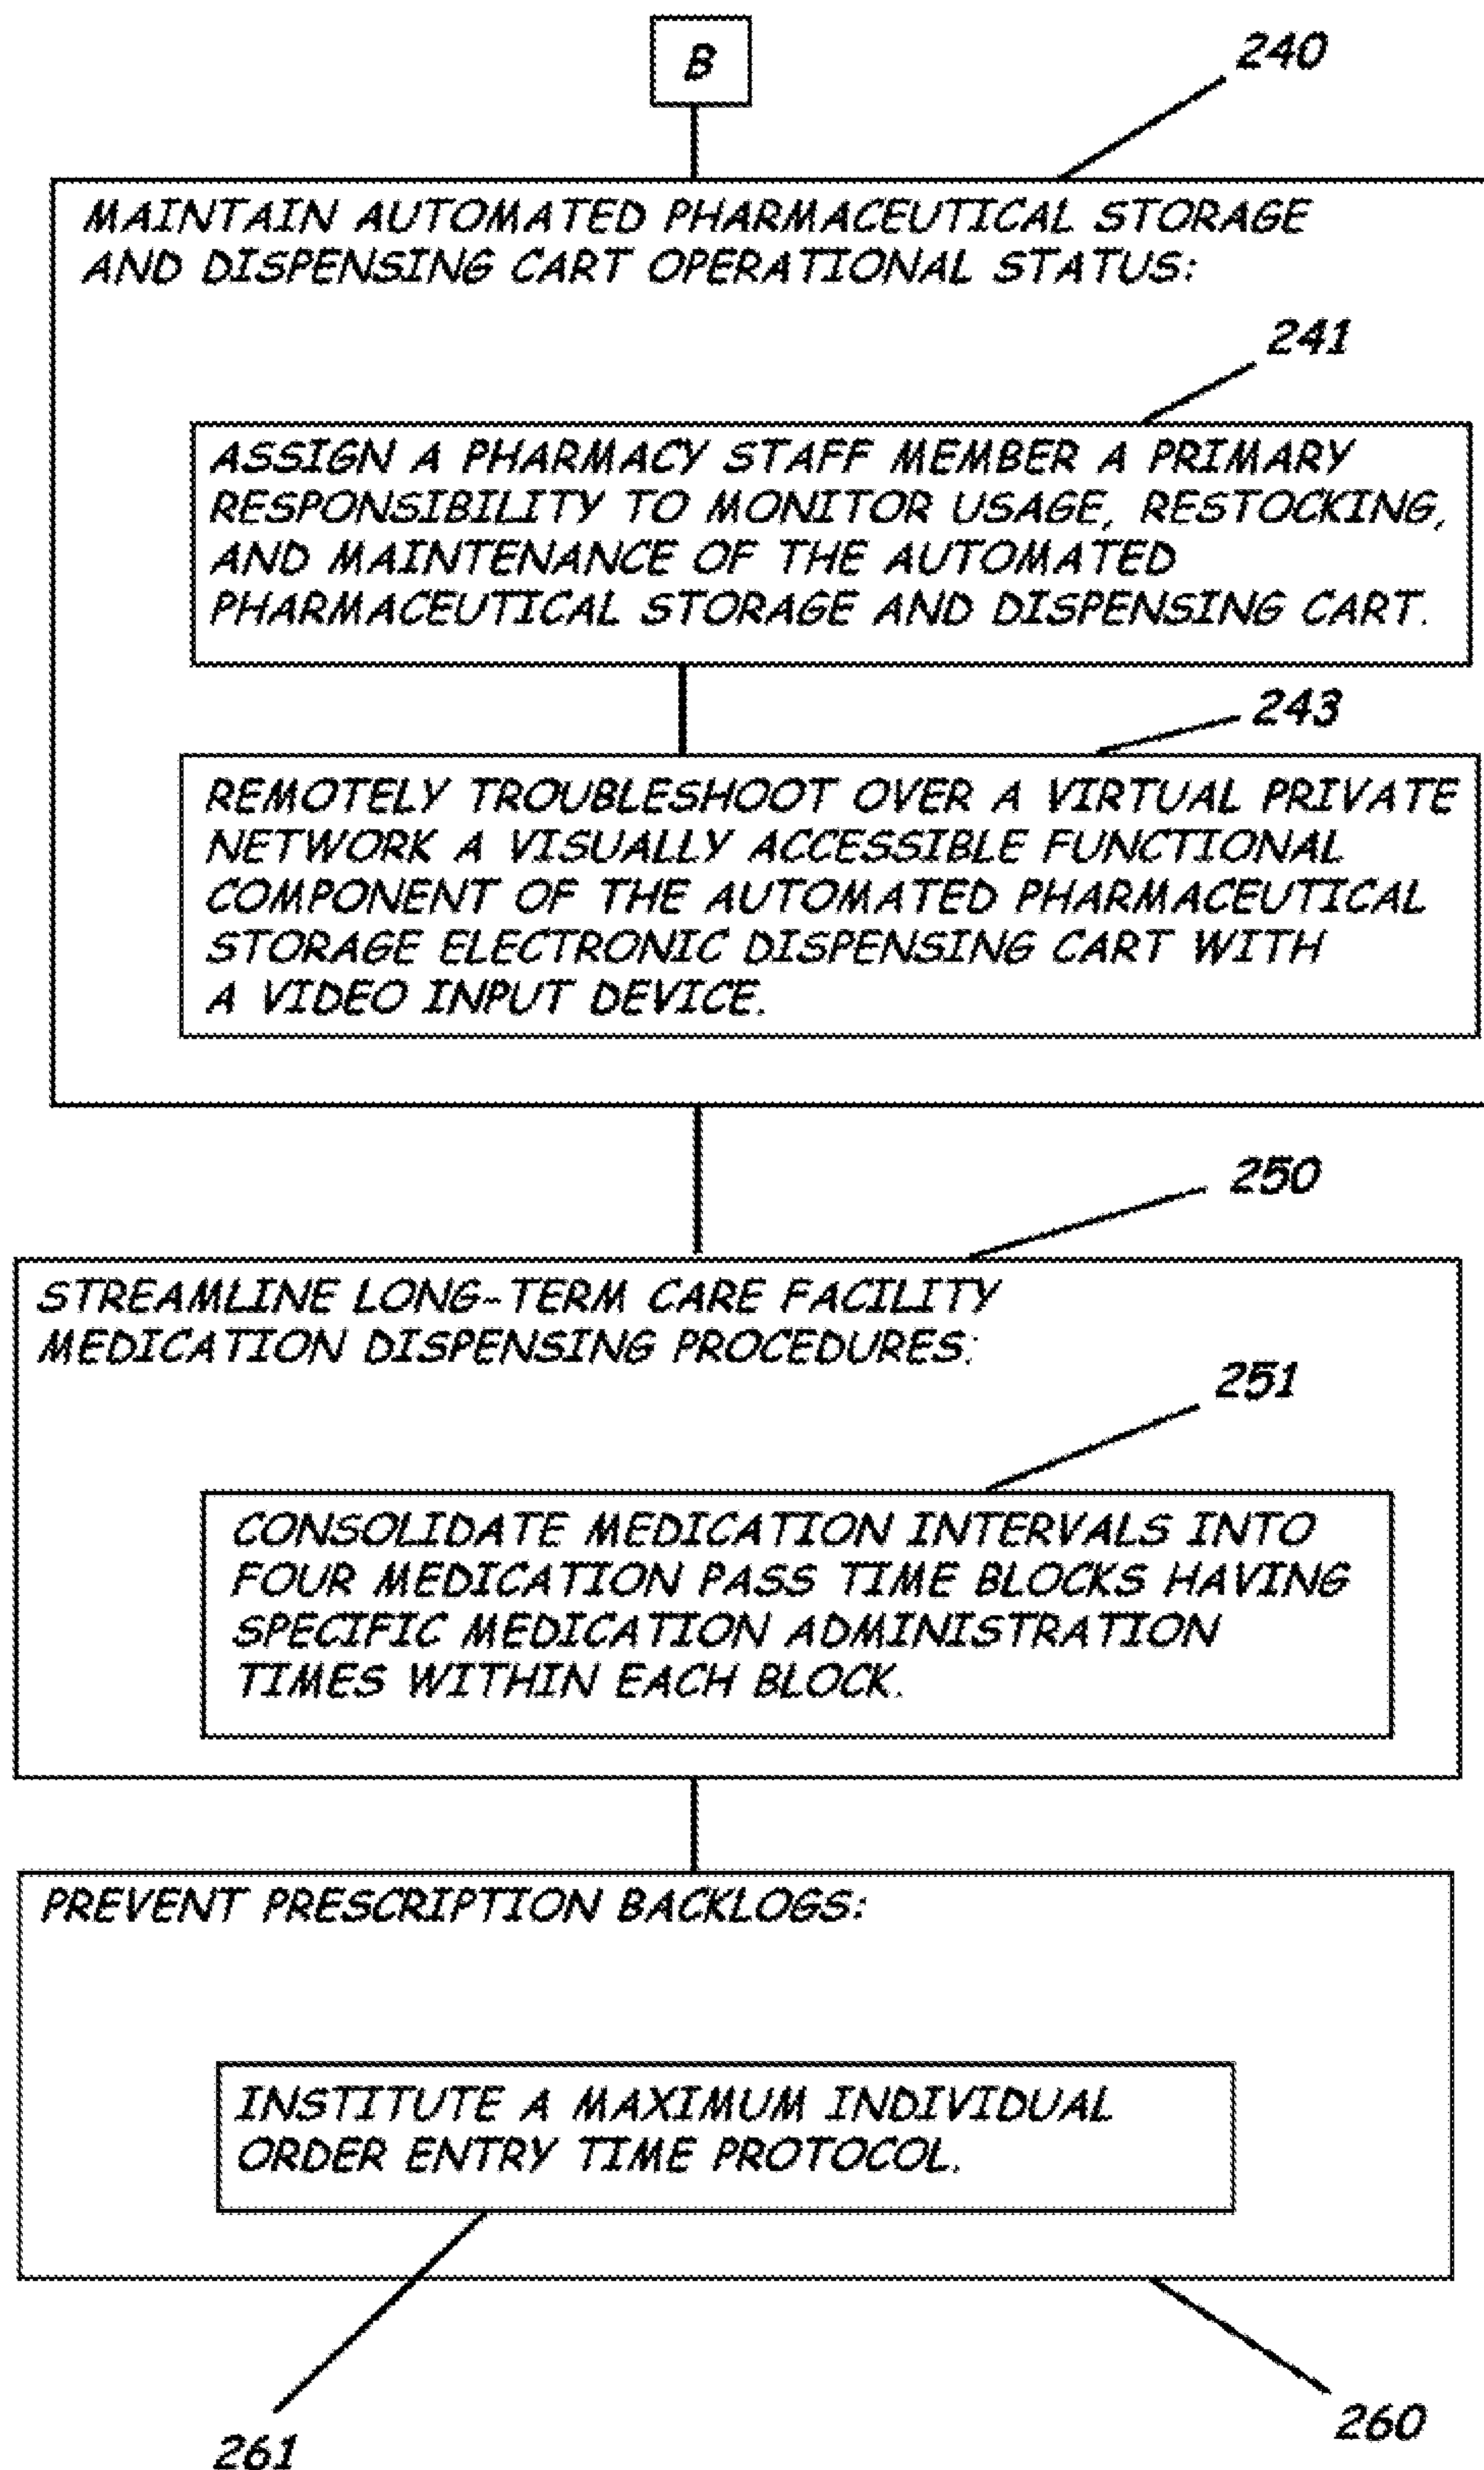 B
240
MAINTAIN AUTOMATED PHARMACEUTICAL STORAGE
AND DISPENSING CART OPERATIONAL STATUS:
241
ASSIGN A PHARMACY STAFF MEMBER A PRIMARY
RESPONSIBILITY TO MONITOR USAGE, RESTOCKING,
AND MAINTENANCE OF THE AUTOMATED
PHARMACEUTICAL STORAGE AND DISPENSING CART.
243
REMOTELY TROUBLESHOOT OVER A VIRTUAL PRIVATE
NETWORK A VISUALLY ACCESSIBLE FUNCTIONAL
COMPONENT OF THE AUTOMATED PHARMACEUTICAL
STORAGE ELECTRONIC DISPENSING CART WITH
A VIDEO INPUT DEVICE.
250
STREAMLINE LONG-TERM CARE FACILITY
MEDICATION DISPENSING PROCEDURES:
251
CONSOLIDATE MEDICATION INTERVALS INTO
FOUR MEDICATION PASS TIME BLOCKS HAVING
SPECIFIC MEDICATION ADMINISTRATION
TIMES WITHIN EACH BLOCK.
PREVENT PRESCRIPTION BACKLOGS:
INSTITUTE A MAXIMUM INDIVIDUAL
ORDER ENTRY TIME PROTOCOL.
261
260